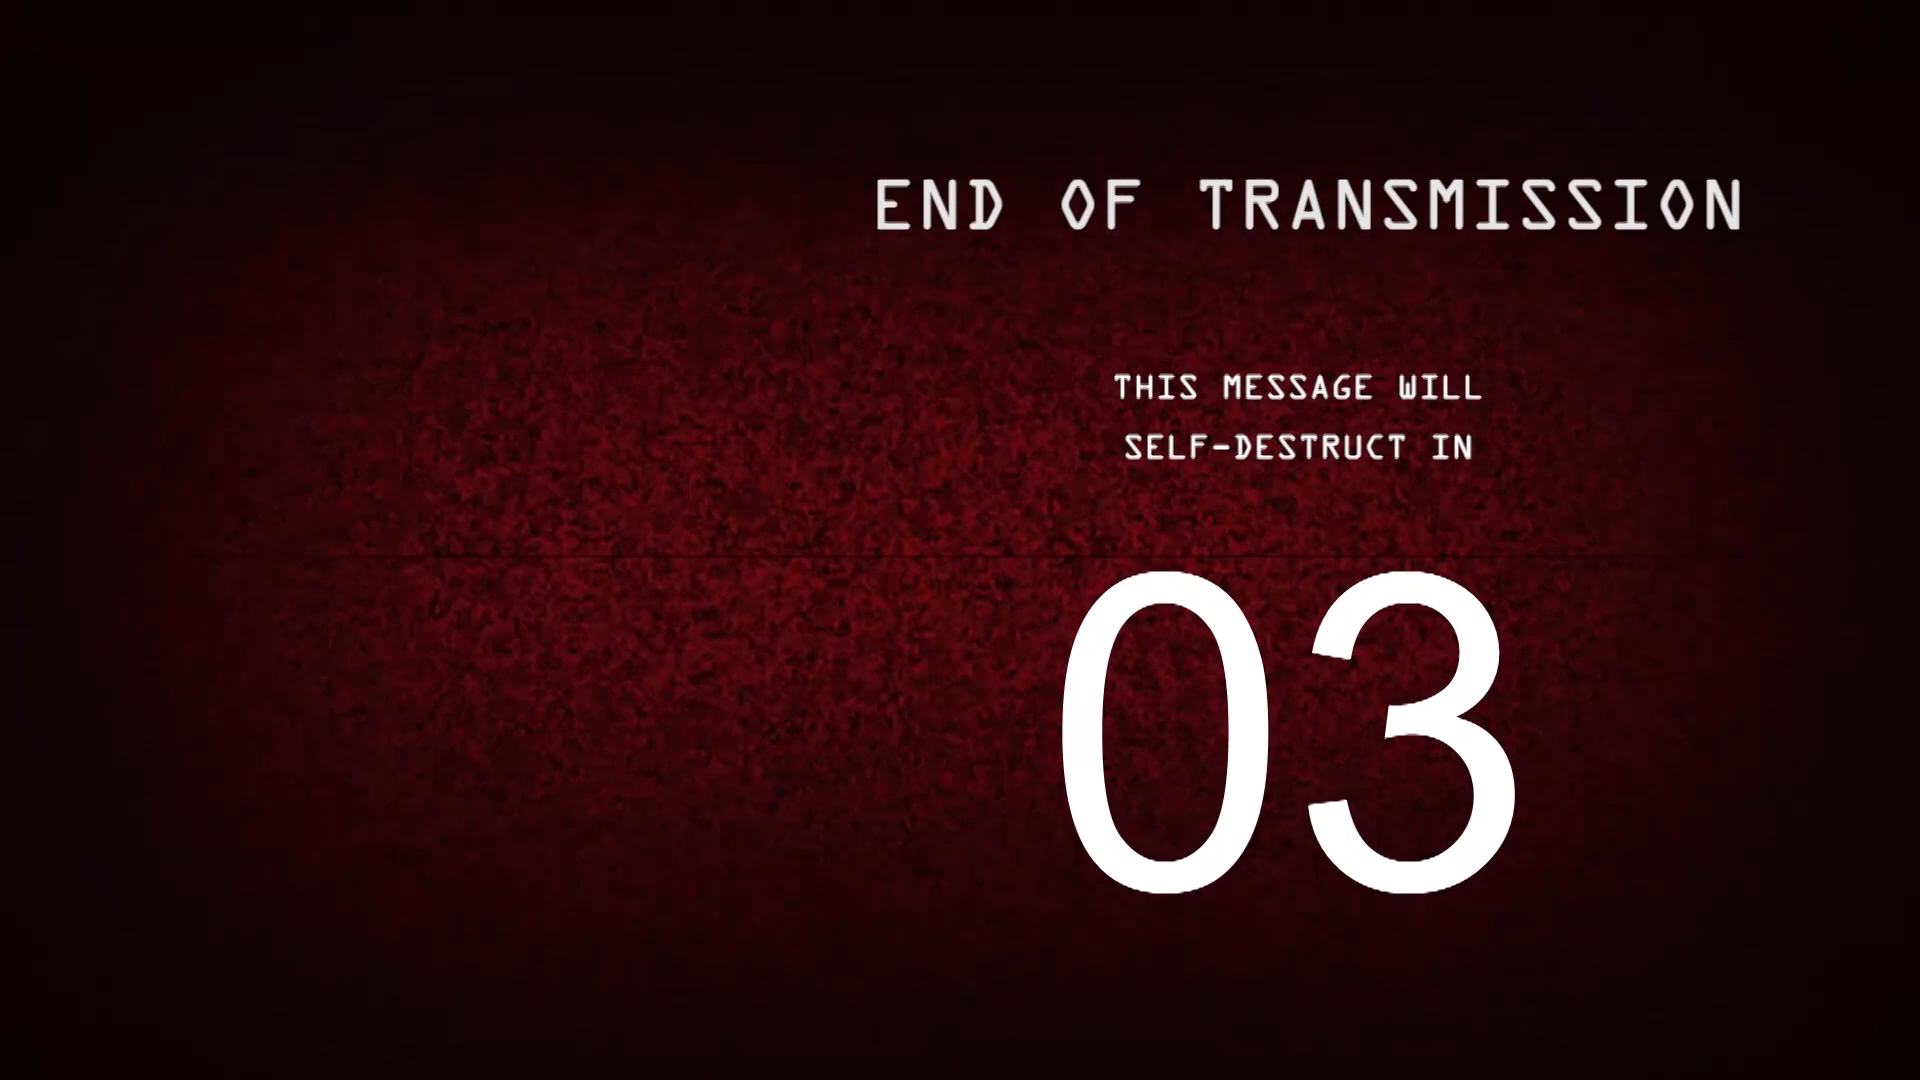 END OF TRANSMISSION
THIS MESSAGE WILL
SELF-DESTRUCT IN
03